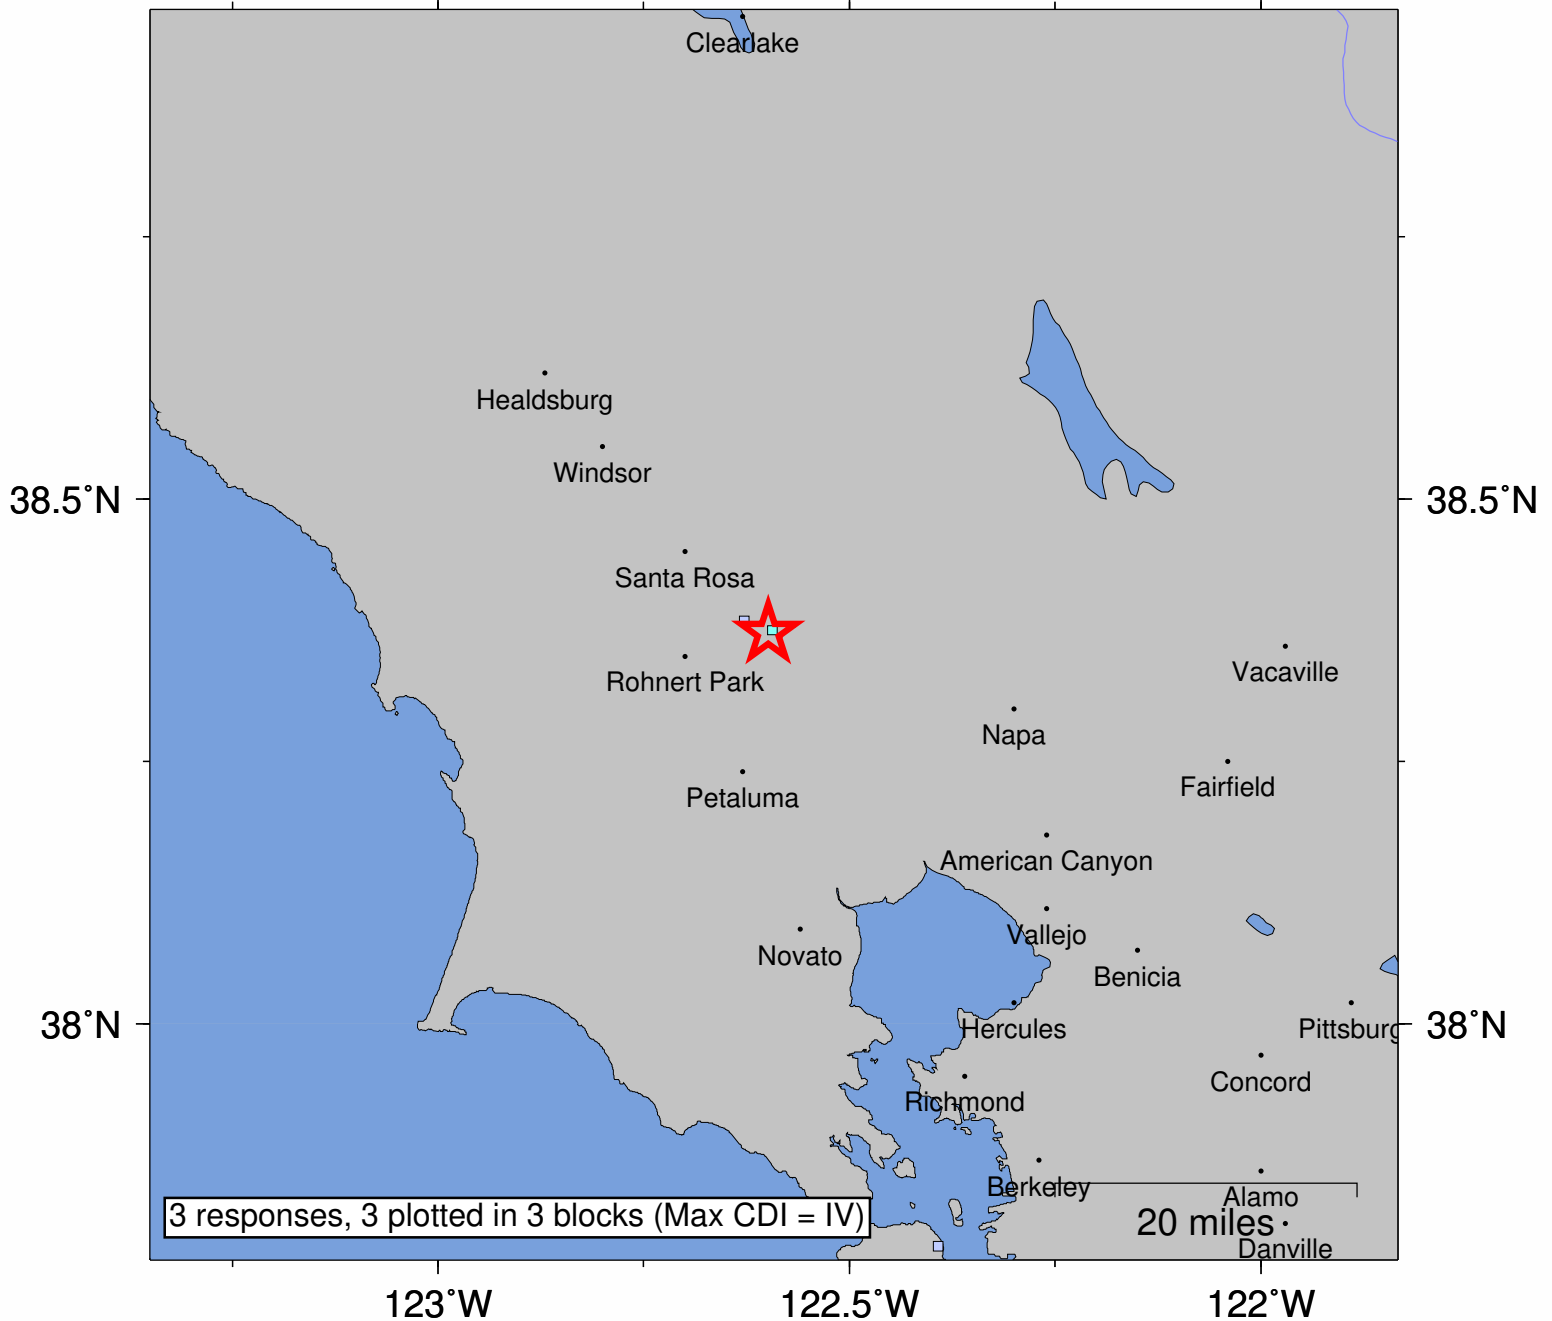 Clearlake
Healdsburg
Windsor
38.5°N
38.5°N
Santa Rosa
Rohnert Park
Vacaville
Napa
Fairfield
Petaluma
American Canyon
Vallejo
Novato
Benicia
38°N
Hercules
Pittsburg
38°N
Concord
Richmond
Berkeley
Alamo
3 responses, 3 plotted in 3 blocks (Max CDI = IV)
20 miles
Danville
123°W
122.5°W
122°W